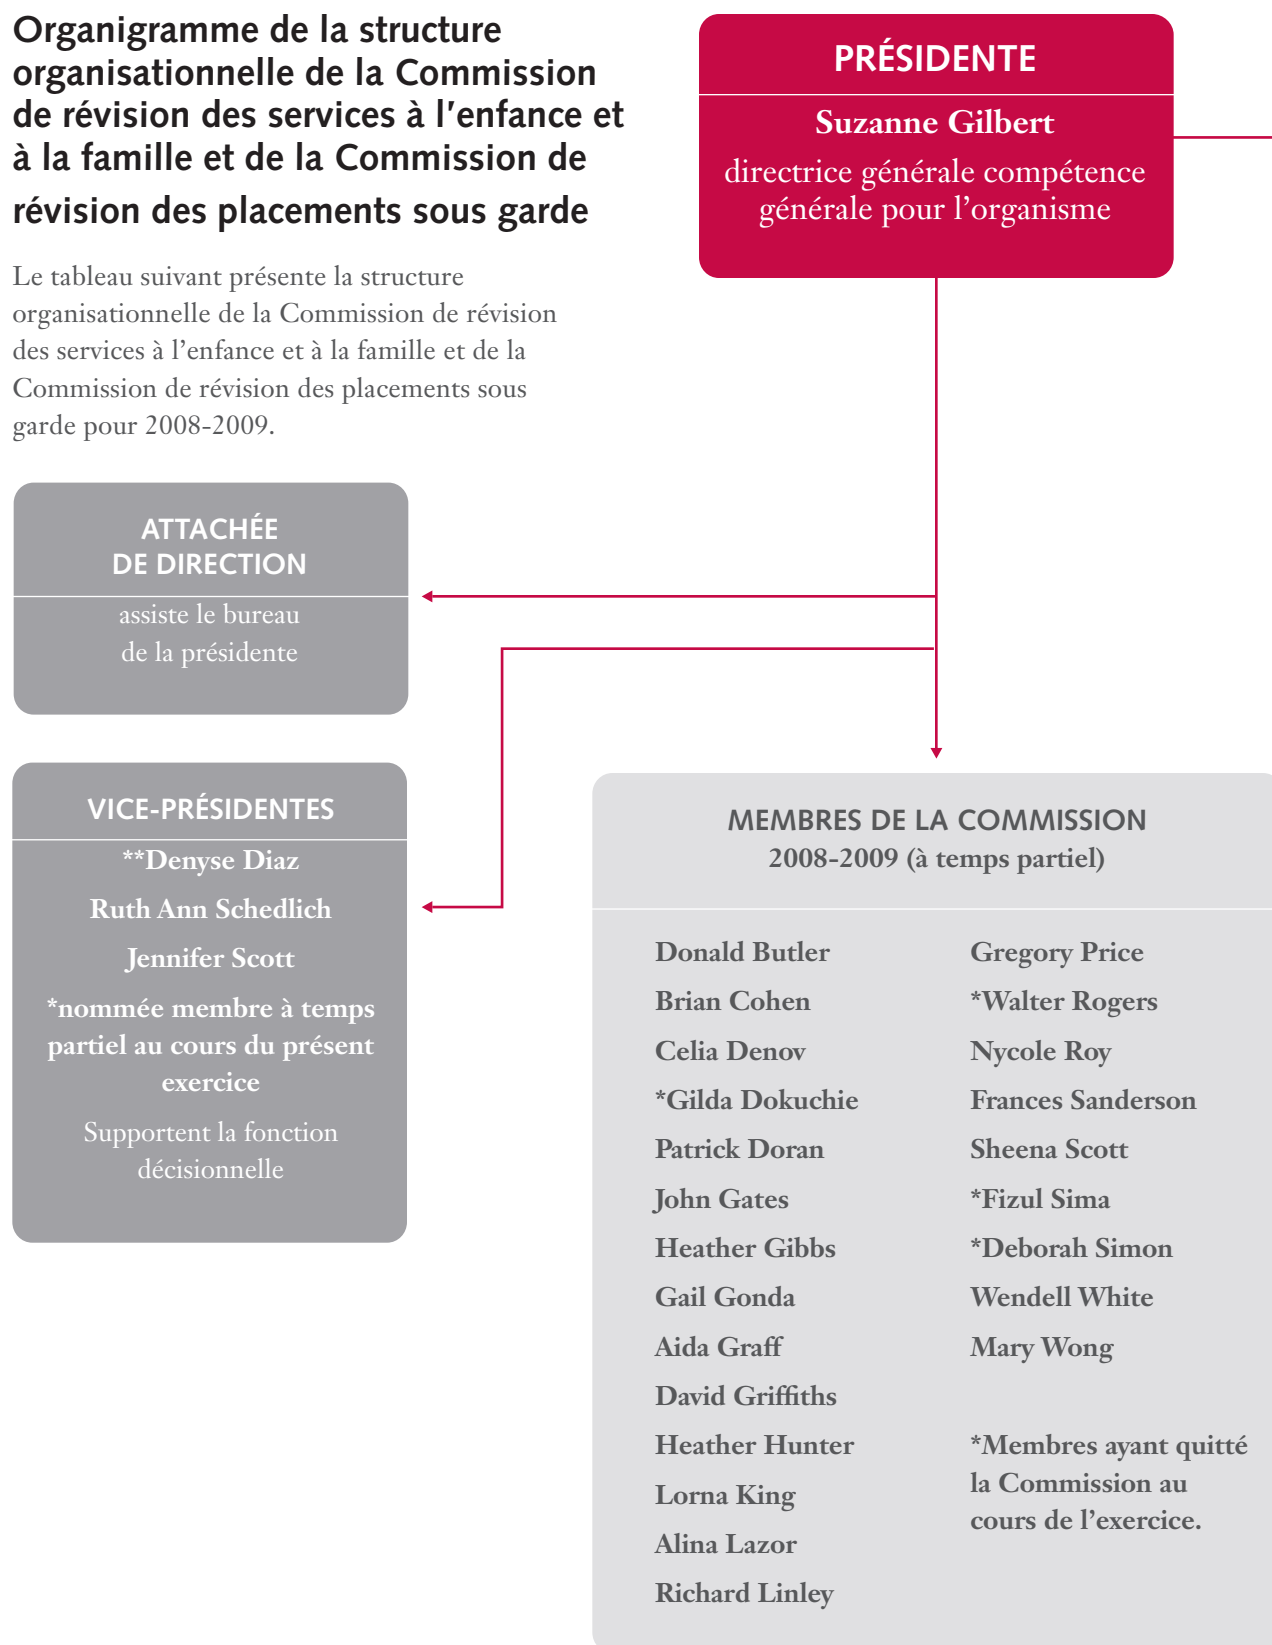 Organigramme de la structure
organisationnelle de la Commission
de révision des services à l'enfance et
à la famille et de la Commission de
révision des placements sous garde
Le tableau suivant présente la structure
organisationnelle de la Commission de révision
des services à l’enfance et à la famille et de la
Commission de révision des placements sous
garde pour 2008-2009.
PRÉSIDENTE
Suzanne Gilbert
directrice générale compétence
générale pour l’organisme
ATTACHÉE
DE DIRECTION
assiste le bureau
de la présidente
VICE-PRÉSIDENTES
**Denyse Diaz
Ruth Ann Schedlich
Jennifer Scott
*nommée membre à temps
partiel au cours du présent
exercice
Supportent la fonction
décisionnelle
MEMBRES DE LA COMMISSION
2008-2009 (à temps partiel)
Donald Butler
Brian Cohen
Celia Denov
*Gilda Dokuchie
Patrick Doran
John Gates
Heather Gibbs
Gail Gonda
Aida Graff
David Griffiths
Heather Hunter
Lorna King
Alina Lazor
Richard Linley
Gregory Price
*Walter Rogers
Nycole Roy
Frances Sanderson
Sheena Scott
*Fizul Sima
*Deborah Simon
Wendell White
Mary Wong
*Membres ayant quitté
la Commission au
cours de l’exercice.